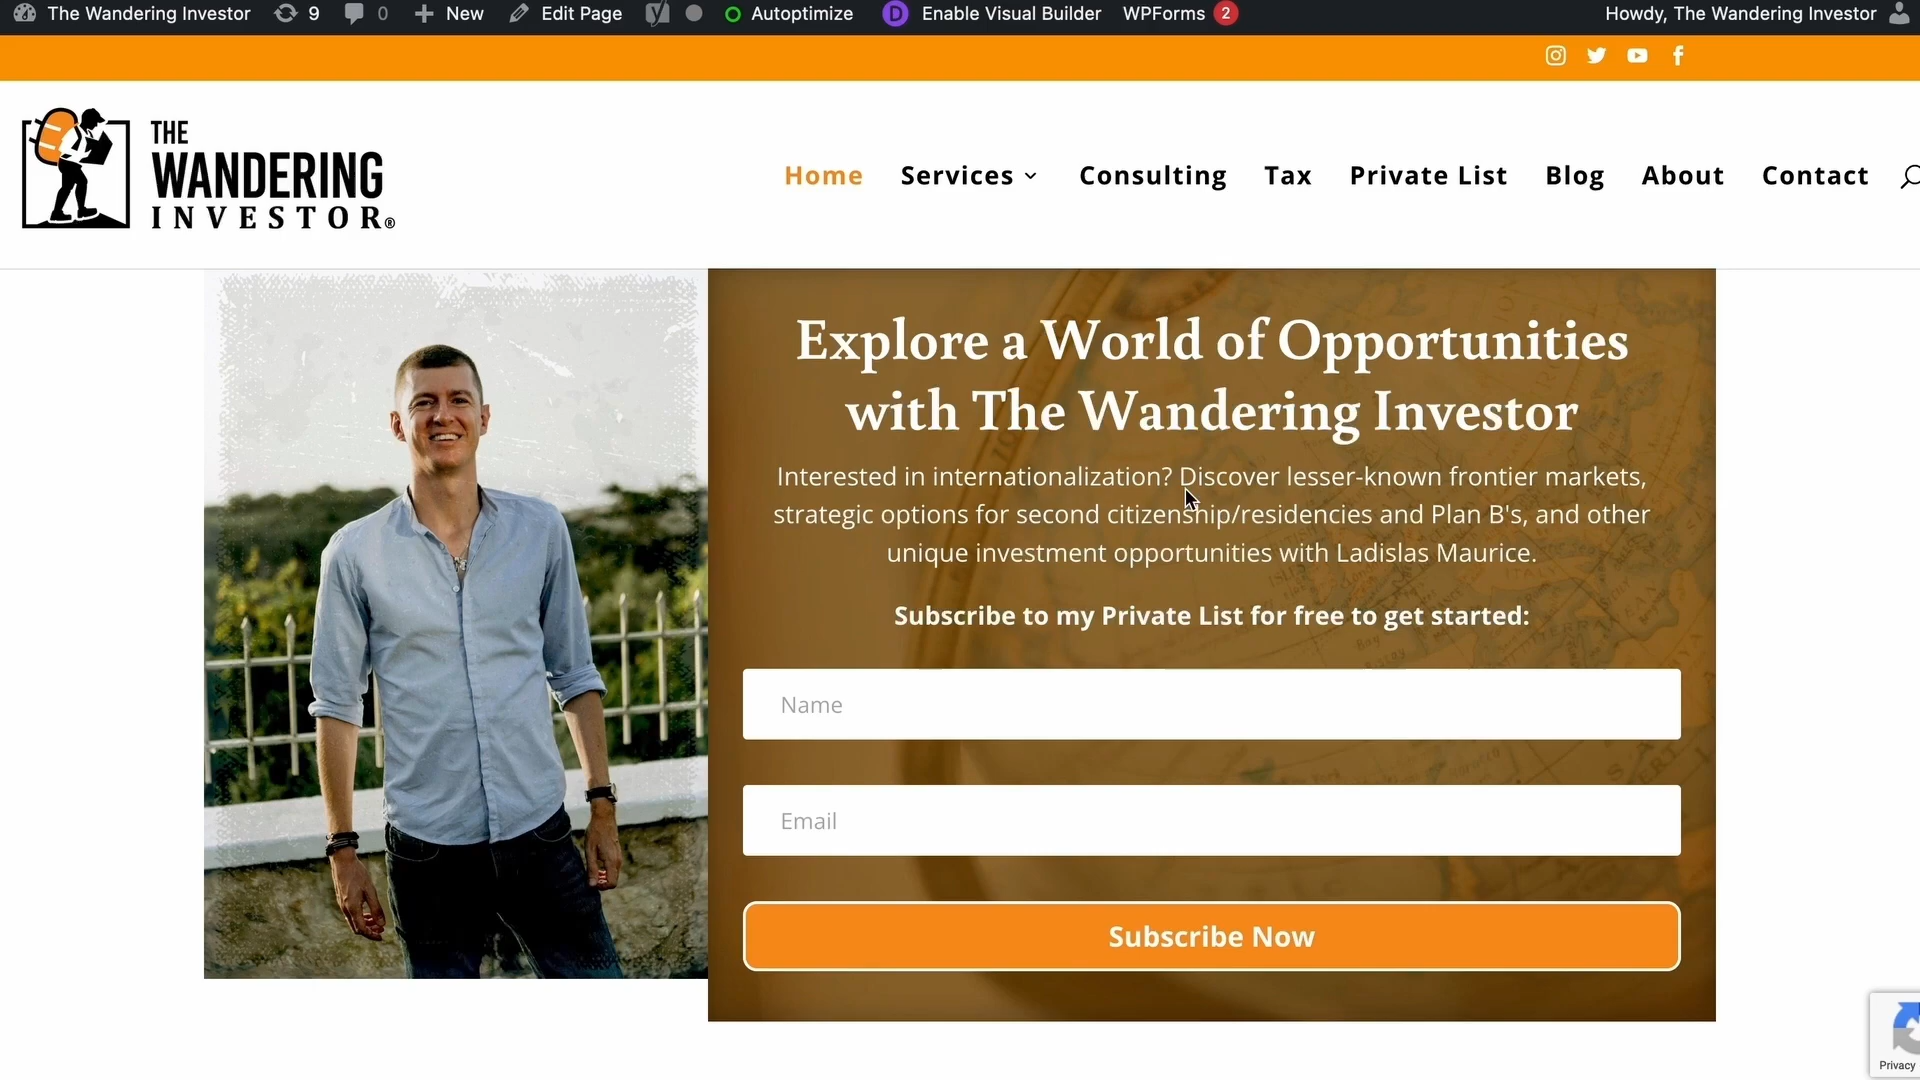 The Wandering Investor 9 0 New Edit Page Autoptimize D Enable Visual Builder WPForms 2 Howdy, The Wandering Investor
THE
WANDERING
INVESTOR®
Home Services Consulting Tax Private List Blog About Contact
Explore a World of Opportunities
with The Wandering Investor
Interested in internationalization? Discover lesser-known frontier markets,
strategic options for second citizenship/residencies and Plan B's, and other
unique investment opportunities with Ladislas Maurice.
Subscribe to my Private List for free to get started:
Name
Email
Subscribe Now
Privacy